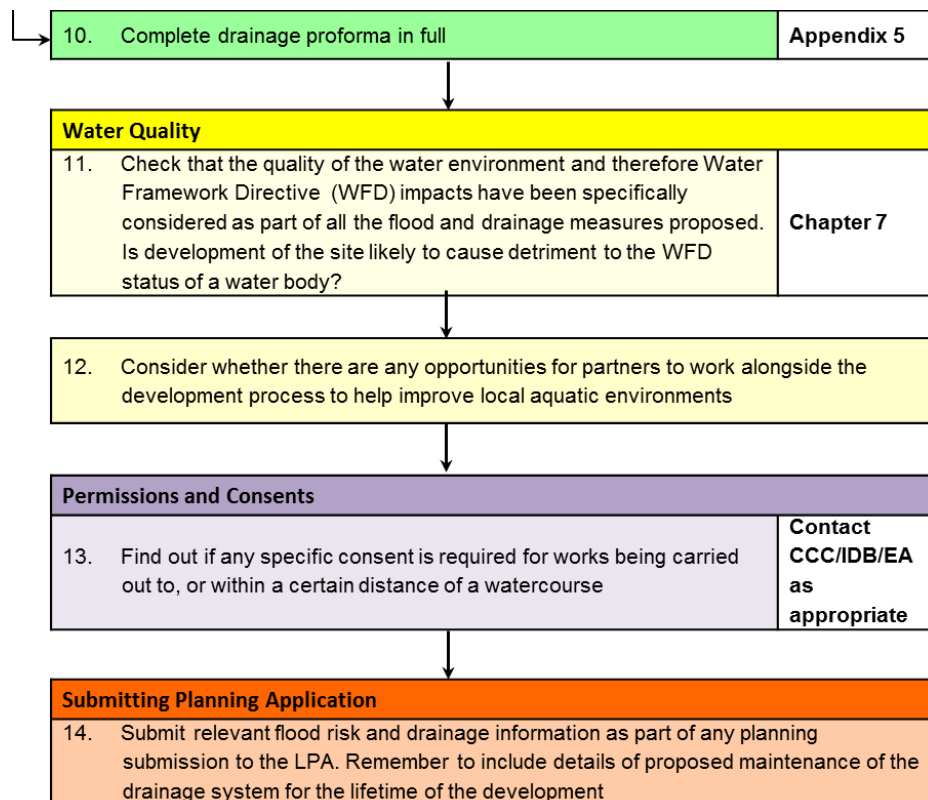 10. Complete drainage proforma in full
Appendix 5
Water Quality
11. Check that the quality of the water environment and therefore Water
Framework Directive (WFD) impacts have been specifically
considered as part of all the flood and drainage measures proposed.
Is development of the site likely to cause detriment to the WFD
status of a water body?
Chapter 7
12. Consider whether there are any opportunities for partners to work alongside the
development process to help improve local aquatic environments
Permissions and Consents
13. Find out if any specific consent is required for works being carried
out to, or within a certain distance of a watercourse
Contact
CCC/IDB/EA
as
appropriate
Submitting Planning Application
14. Submit relevant flood risk and drainage information as part of any planning
submission to the LPA. Remember to include details of proposed maintenance of the
drainage system for the lifetime of the development